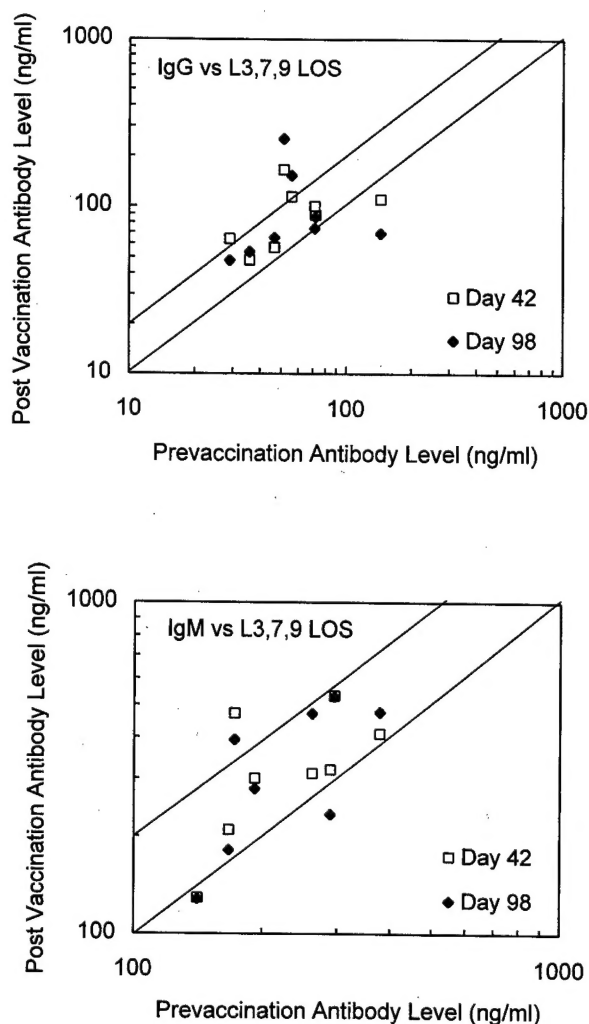 1000
IgG vs L3,7,9 LOS
Post Vaccination Antibody Level (ng/ml)
100
□ Day 42
◆ Day 98
10
10 100 1000
Prevaccination Antibody Level (ng/ml)
1000
IgM vs L3,7,9 LOS
Post Vaccination Antibody Level (ng/ml)
□ Day 42
◆ Day 98
100
100 1000
Prevaccination Antibody Level (ng/ml)